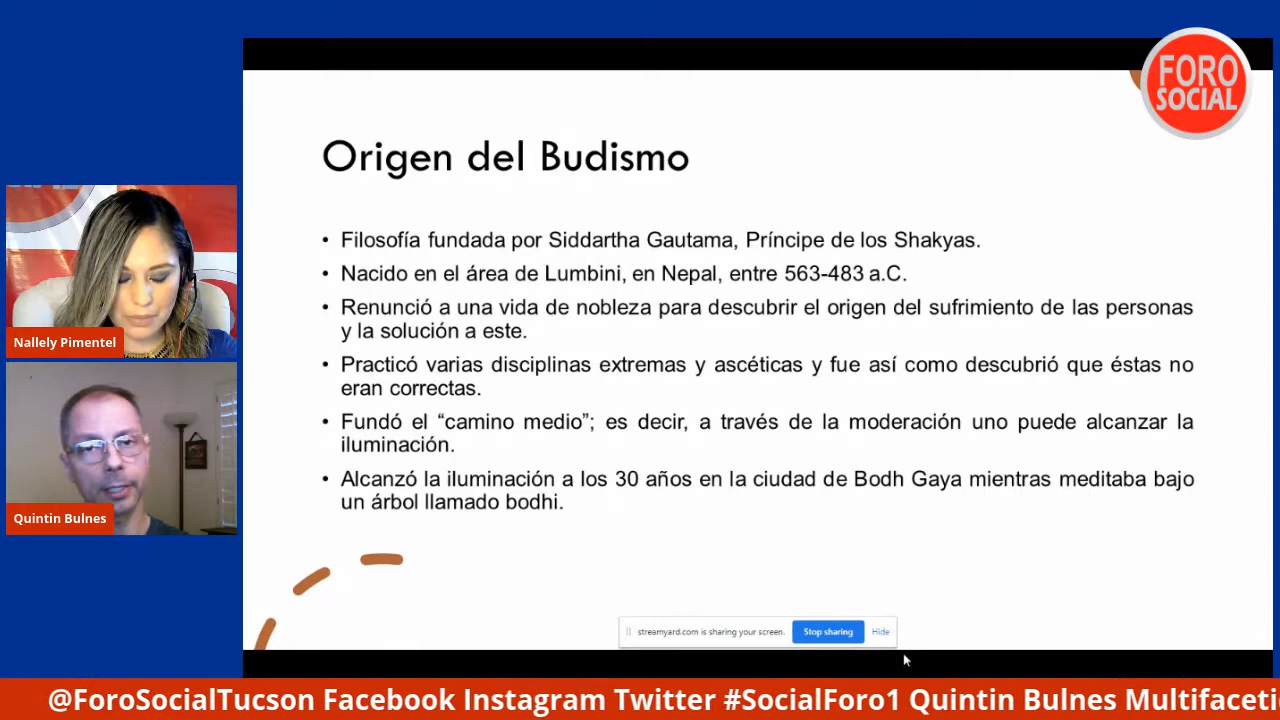 FORO
SOCIAL
Origen del Budismo
• Filosofía fundada por Siddartha Gautama, Príncipe de los Shakyas.
• Nacido en el área de Lumbini, en Nepal, entre 563-483 a.C.
• Renunció a una vida de nobleza para descubrir el origen del sufrimiento de las personas
y la solución a este.
• Practicó varias disciplinas extremas y ascéticas y fue así como descubrió que éstas no
eran correctas.
• Fundó el “camino medio”; es decir, a través de la moderación uno puede alcanzar la
iluminación.
• Alcanzó la iluminación a los 30 años en la ciudad de Bodh Gaya mientras meditaba bajo
un árbol llamado bodhi.
Nallely Pimentel
Quintin Bulnes
streamyard.com is sharing your screen. Stop sharing Hide
@ForoSocialTucson Facebook Instagram Twitter #SocialForo1 Quintin Bulnes Multifaceti